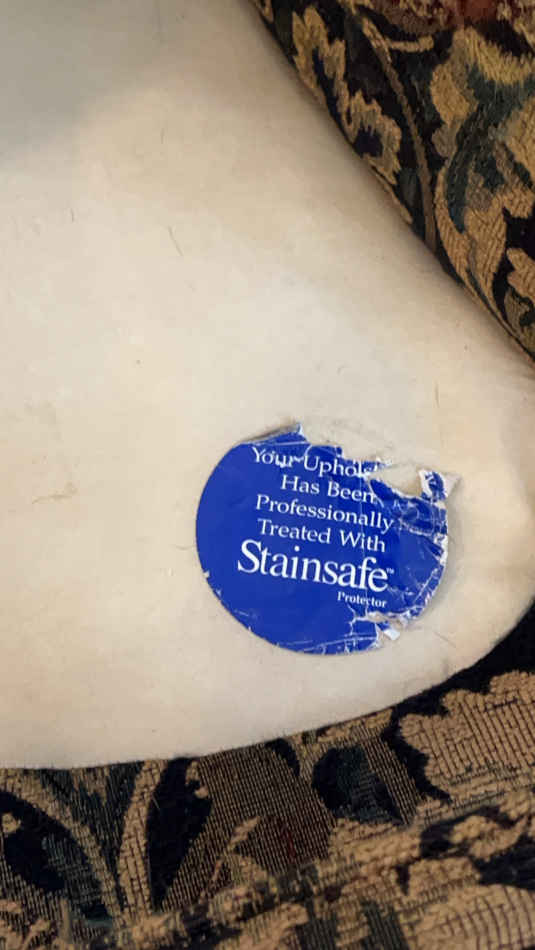 Your Uphols
Has Been
Professionally
Treated With
Stainsafe™
Protector